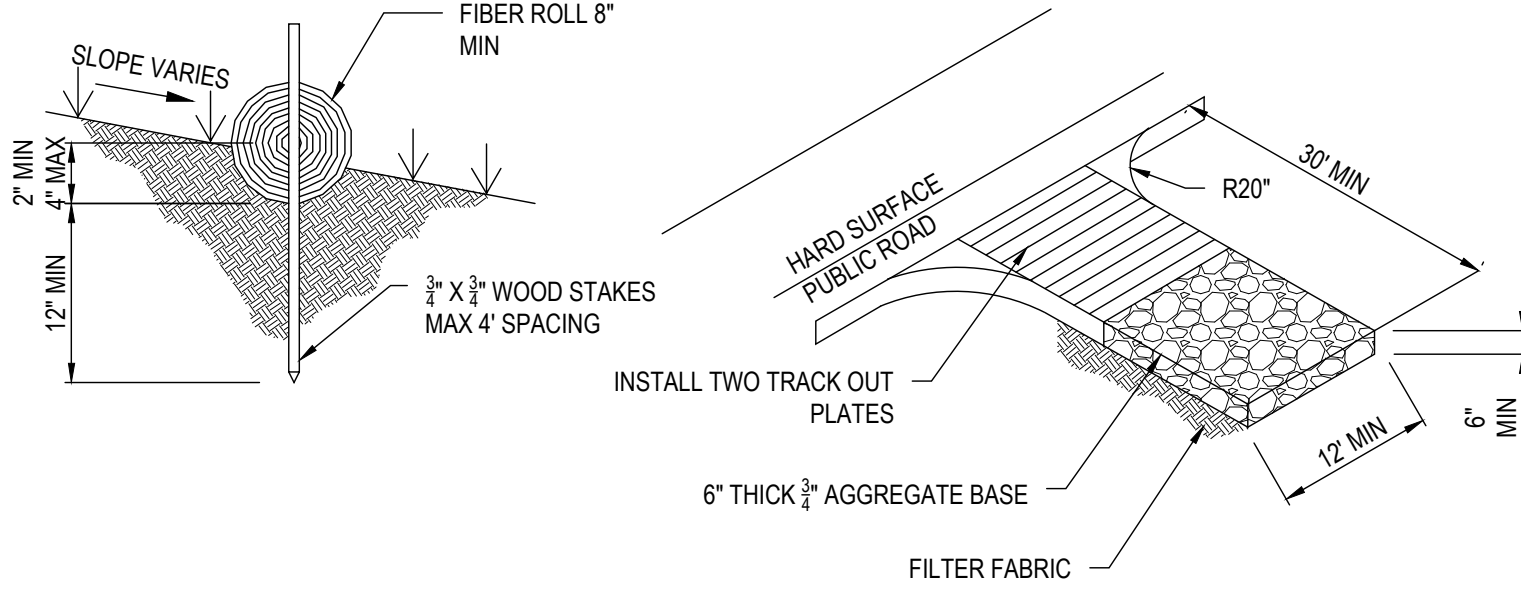 FIBER ROLL 8"
MIN
SLOPE VARIES
2" MIN
4" MAX
12" MIN
3/4" X 3/4" WOOD STAKES
MAX 4' SPACING
30' MIN
R20"
HARD SURFACE
PUBLIC ROAD
INSTALL TWO TRACK OUT
PLATES
6" THICK 3/4" AGGREGATE BASE
FILTER FABRIC
12' MIN
6"
MIN